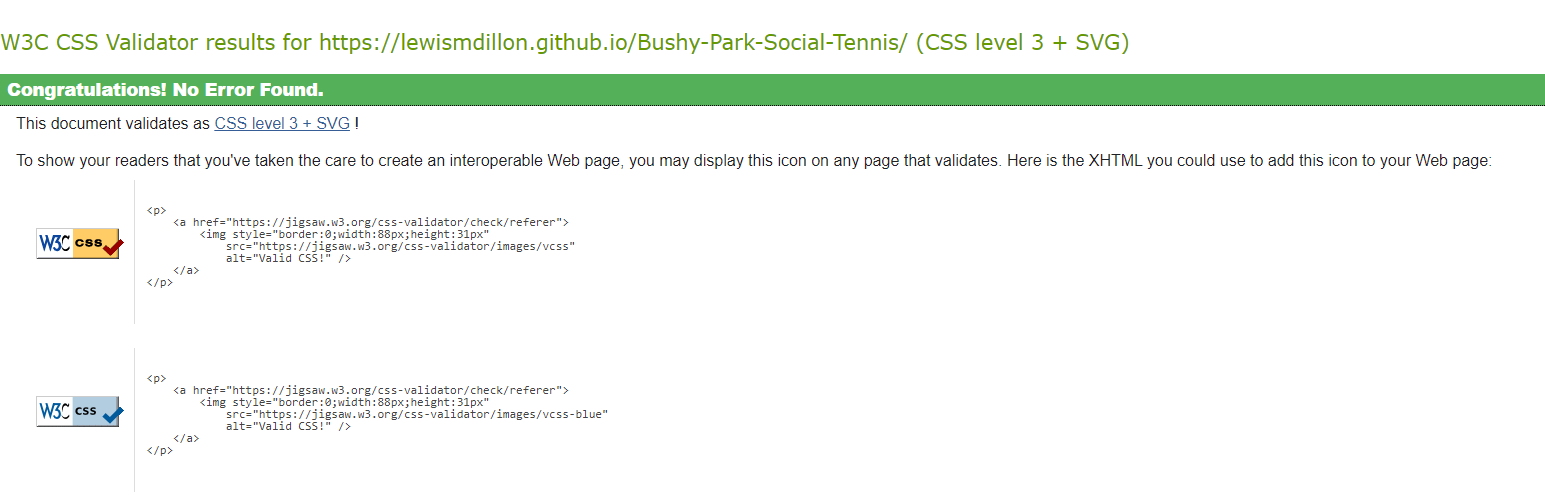 W3C CSS Validator results for https://lewismdillon.github.io/Bushy-Park-Social-Tennis/ (CSS level 3 + SVG)
Congratulations! No Error Found.
This document validates as CSS level 3 + SVG !
To show your readers that you've taken the care to create an interoperable Web page, you may display this icon on any page that validates. Here is the XHTML you could use to add this icon to your Web page:
<p>
<a href="https://jigsaw.w3.org/css-validator/check/referer">
<img style="border:0;width:88px;height:31px"
W3C css
src="https://jigsaw.w3.org/css-validator/images/vcss"
alt="Valid CSS!" />
</a>
</p>
<p>
<a href="https://jigsaw.w3.org/css-validator/check/referer">
<img style="border:0;width:88px;height:31px"
W3C css
src="https://jigsaw.w3.org/css-validator/images/vcss-blue"
alt="Valid CSS!" />
</a>
</p>